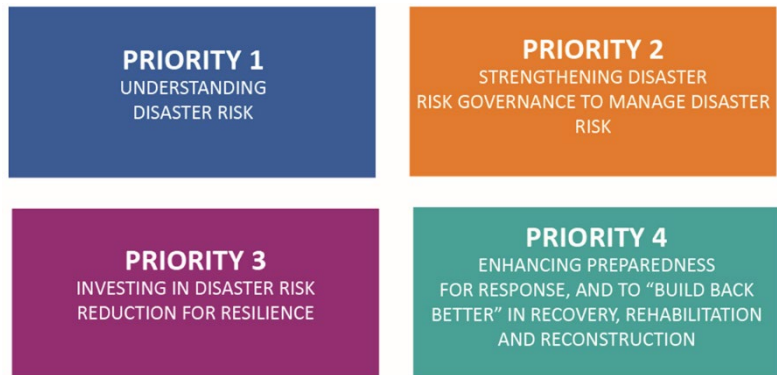 PRIORITY 1
UNDERSTANDING
DISASTER RISK
PRIORITY 2
STRENGTHENING DISASTER
RISK GOVERNANCE TO MANAGE DISASTER
RISK
PRIORITY 3
INVESTING IN DISASTER RISK
REDUCTION FOR RESILIENCE
PRIORITY 4
ENHANCING PREPAREDNESS
FOR RESPONSE, AND TO “BUILD BACK
BETTER” IN RECOVERY, REHABILITATION
AND RECONSTRUCTION